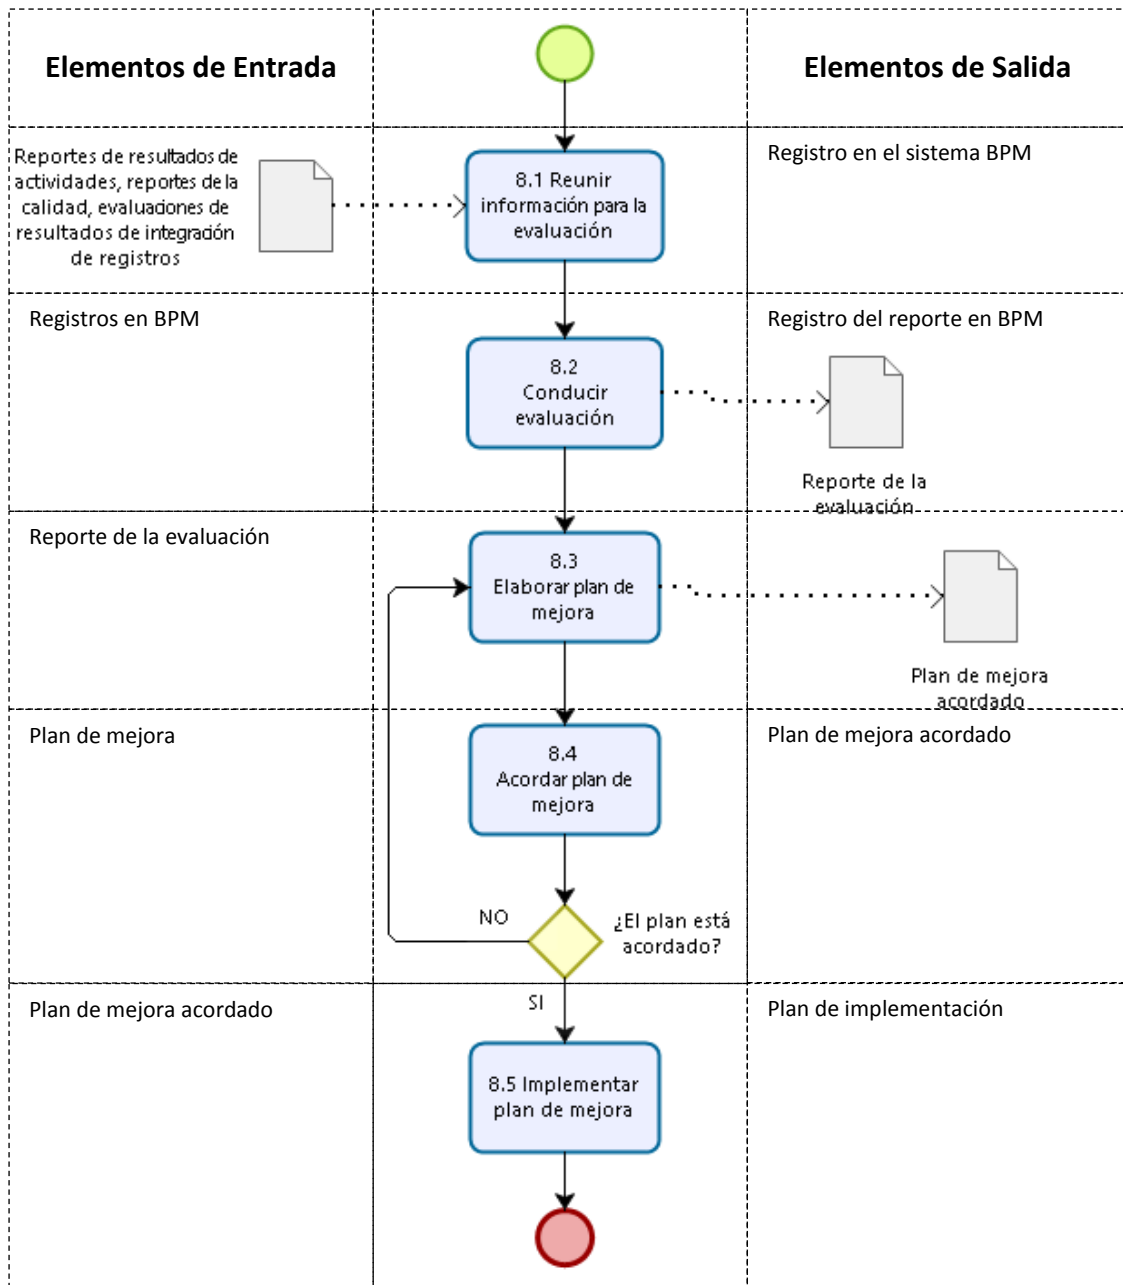 Elementos de Entrada
Elementos de Salida
Reportes de resultados de
actividades, reportes de la
calidad, evaluaciones de
resultados de integración
de registros
8.1 Reunir
información para la
evaluación
Registro en el sistema BPM
Registros en BPM
8.2
Conducir
evaluación
Registro del reporte en BPM
Reporte de la
evaluación
Reporte de la evaluación
8.3
Elaborar plan de
mejora
Plan de mejora
acordado
Plan de mejora
8.4
Acordar plan de
mejora
Plan de mejora acordado
NO
¿El plan está
acordado?
Plan de mejora acordado
SI
Plan de implementación
8.5 Implementar
plan de mejora